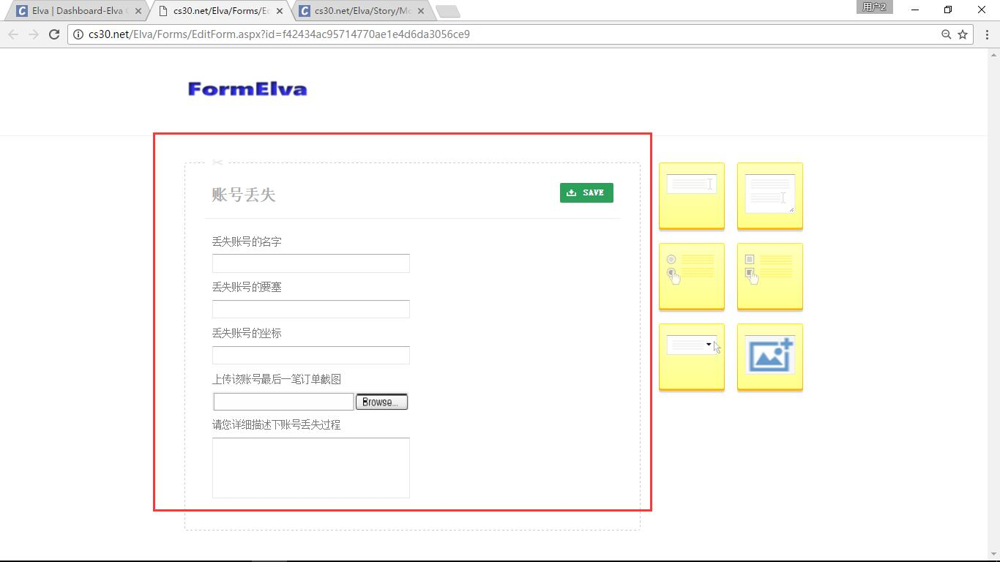 Elva | Dashboard-Elva
cs30.net/Elva/Forms/Ed
cs30.net/Elva/Story/Mo
用户2
cs30.net/Elva/Forms/EditForm.aspx?id=f42434ac95714770ae1e4d6da3056ce9
FormElva
账号丢失
SAVE
丢失账号的名字
丢失账号的要塞
丢失账号的坐标
上传该账号最后一笔订单截图
Browse...
请您详细描述下账号丢失过程